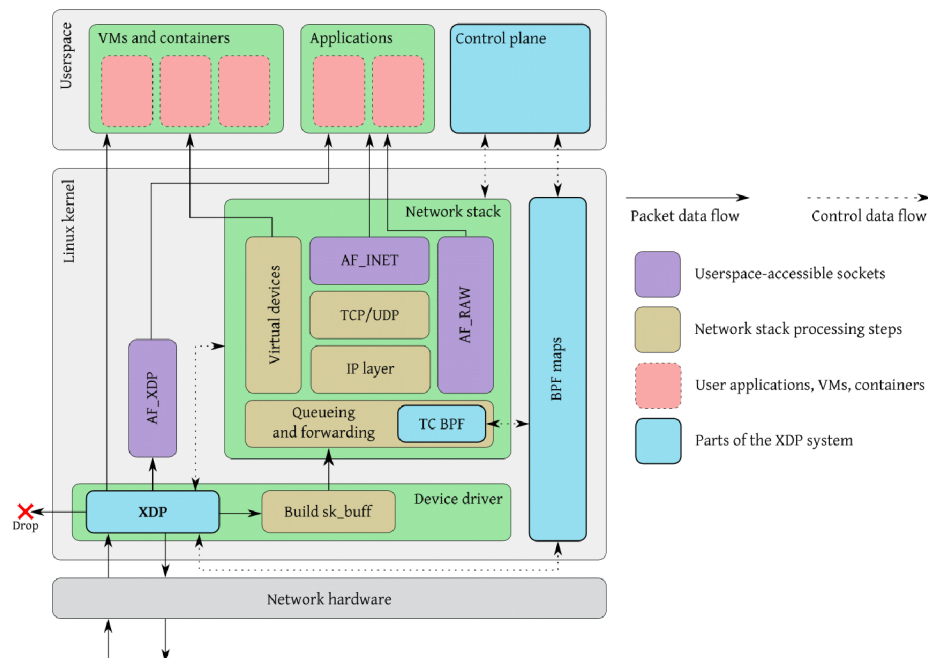 Userspace
VMs and containers
Applications
Control plane
Linux kernel
Network stack
Virtual devices
AF_INET
TCP/UDP
IP layer
AF_RAW
Queueing
and forwarding
TC BPF
BPF maps
AF_XDP
Device driver
XDP
Build sk_buff
Drop
Network hardware
Packet data flow
Control data flow
Userspace-accessible sockets
Network stack processing steps
User applications, VMs, containers
Parts of the XDP system